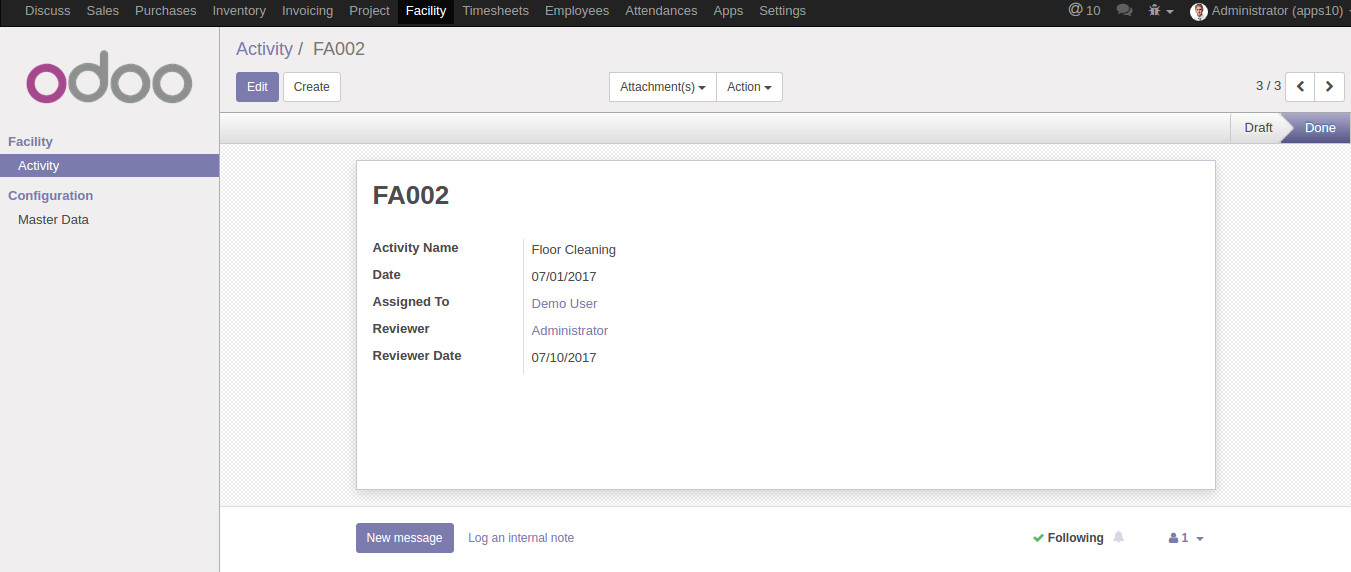 Discuss Sales Purchases Inventory Invoicing Project Facility Timesheets Employees Attendances Apps Settings @ 10 Administrator (apps10)
odoo
Activity / FA002
Edit Create Attachment(s) Action 3 / 3
Facility
Activity
Configuration
Master Data
Draft Done
FA002
Activity Name Floor Cleaning
Date 07/01/2017
Assigned To Demo User
Reviewer Administrator
Reviewer Date 07/10/2017
New message Log an internal note Following 1